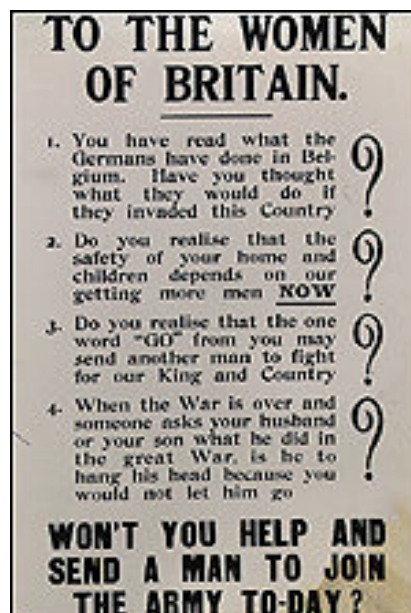 TO THE WOMEN
OF BRITAIN.
1. You have read what the
Germans have done in Bel-
gium. Have you thought
what they would do if
they invaded this Country ?
2. Do you realise that the
safety of your home and
children depends on our
getting more men NOW ?
3. Do you realise that the one
word "GO" from you may
send another man to fight
for our King and Country ?
4. When the War is over and
someone asks your husband
or your son what he did in
the great War, is he to
hang his head because you
would not let him go ?
WON'T YOU HELP AND
SEND A MAN TO JOIN
THE ARMY TO-DAY?